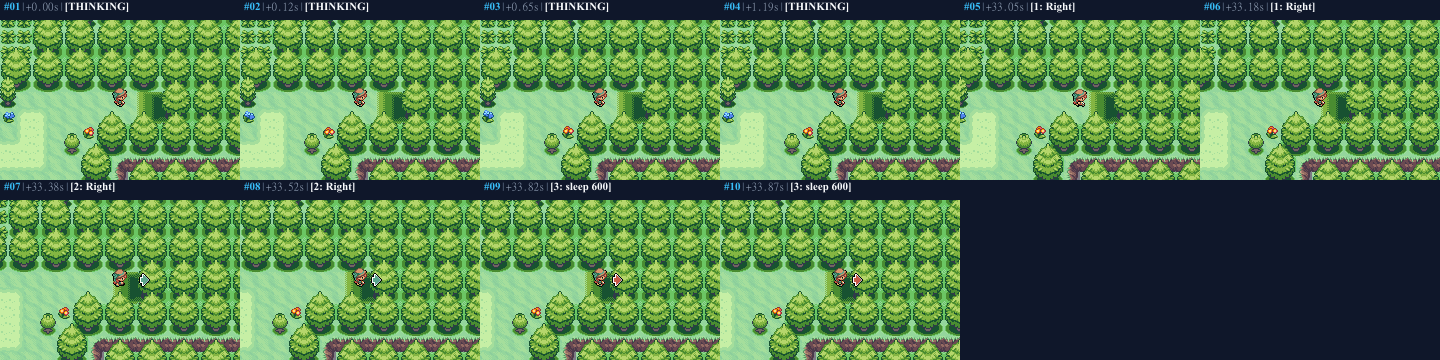 #01|+0.00s|[THINKING]
#02|+0.12s|[THINKING]
#03|+0.65s|[THINKING]
#04|+1.19s|[THINKING]
#05|+33.05s|[1: Right]
#06|+33.18s|[1: Right]
#07|+33.38s|[2: Right]
#08|+33.52s|[2: Right]
#09|+33.82s|[3: sleep 600]
#10|+33.87s|[3: sleep 600]